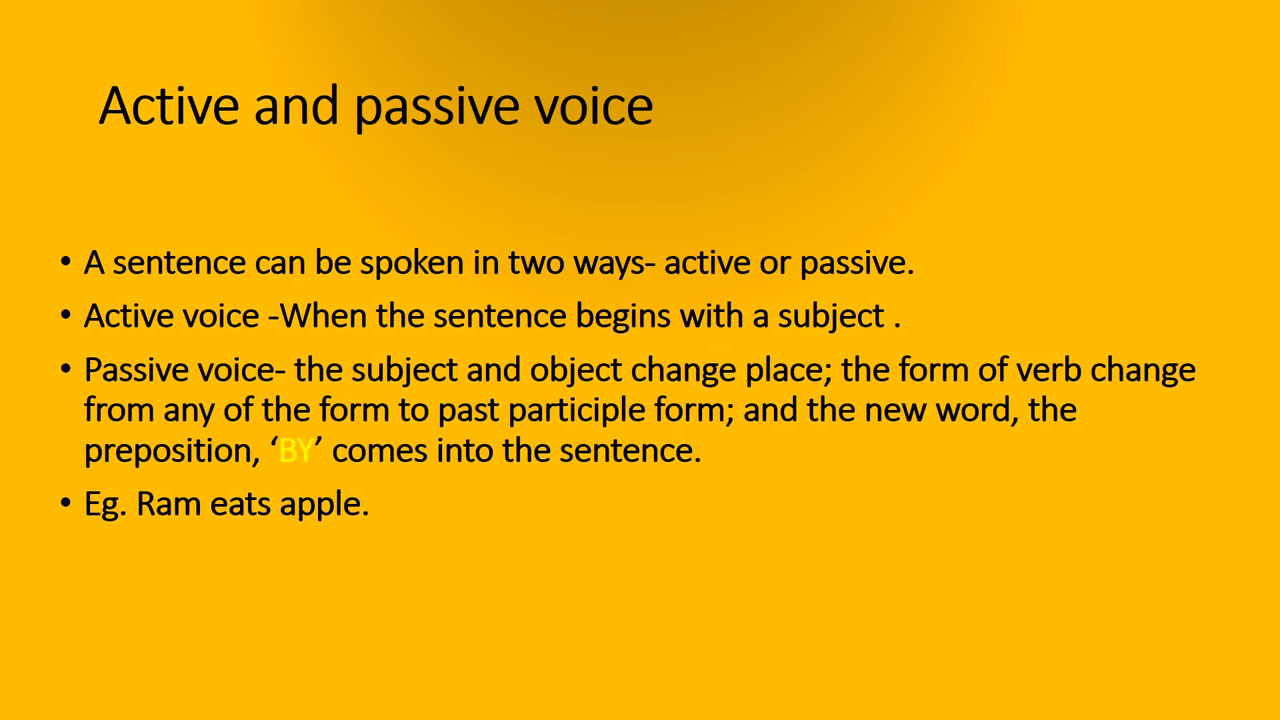 Active and passive voice
• A sentence can be spoken in two ways- active or passive.
• Active voice -When the sentence begins with a subject .
• Passive voice- the subject and object change place; the form of verb change
from any of the form to past participle form; and the new word, the
preposition, ‘BY’ comes into the sentence.
• Eg. Ram eats apple.